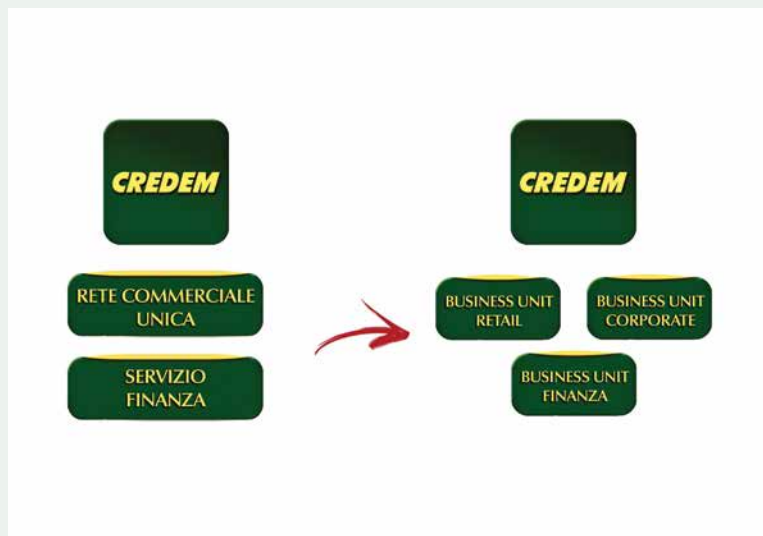 CREDEM
RETE COMMERCIALE
UNICA
SERVIZIO
FINANZA
CREDEM
BUSINESS UNIT
RETAIL
BUSINESS UNIT
CORPORATE
BUSINESS UNIT
FINANZA